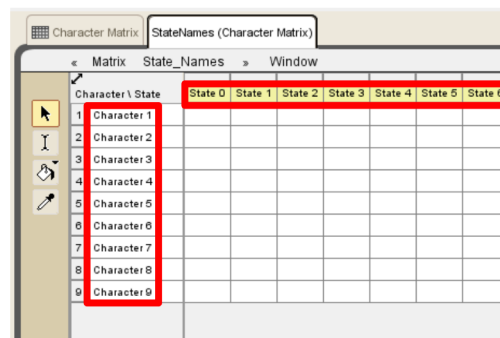 Character Matrix StateNames (Character Matrix)
« Matrix State_Names » Window
Character \ State State 0 State 1 State 2 State 3 State 4 State 5 State 6
1 Character 1
2 Character 2
3 Character 3
4 Character 4
5 Character 5
6 Character 6
7 Character 7
8 Character 8
9 Character 9